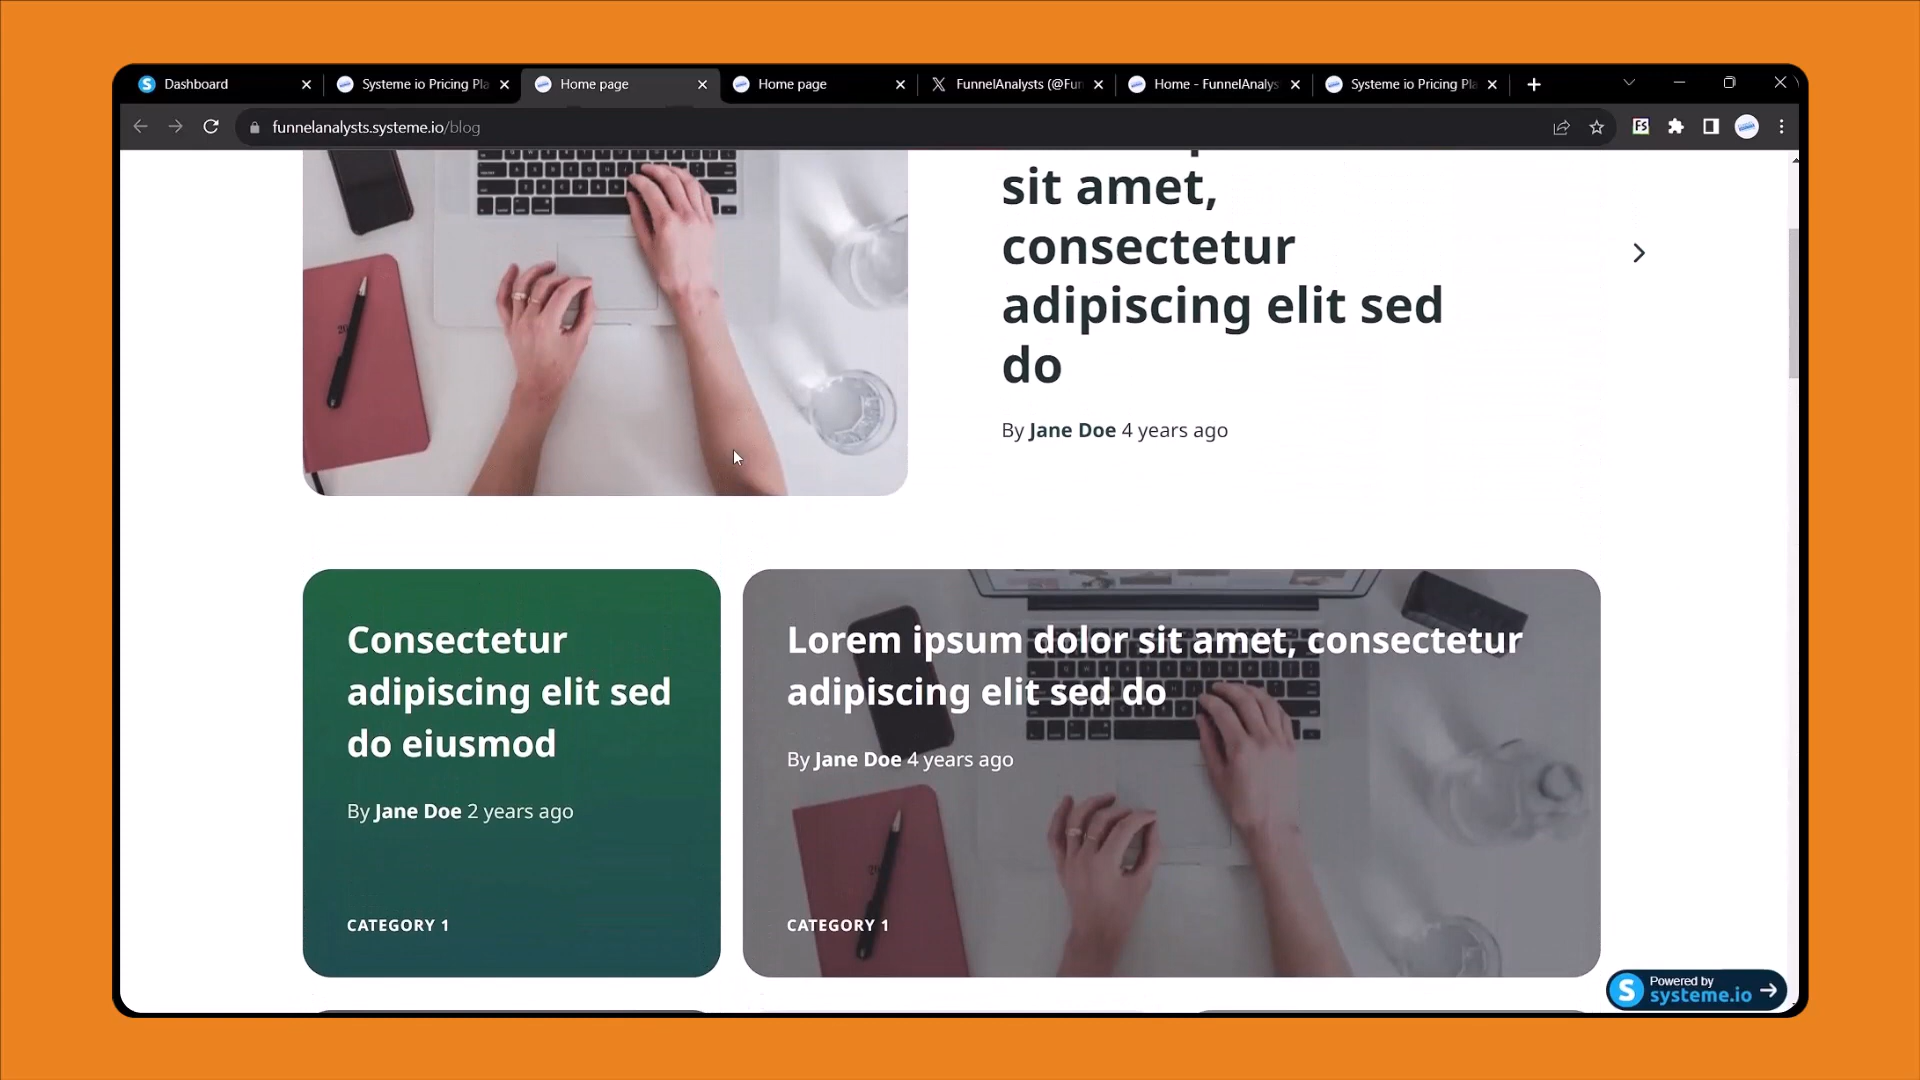 Dashboard
Systeme io Pricing Pla
Home page
Home page
FunnelAnalysts (@Fun
Home - FunnelAnalys
Systeme io Pricing Pla
funnelanalysts.systeme.io/blog
sit amet,
consectetur
adipiscing elit sed
do
By Jane Doe 4 years ago
Consectetur
adipiscing elit sed
do eiusmod
By Jane Doe 2 years ago
CATEGORY 1
Lorem ipsum dolor sit amet, consectetur
adipiscing elit sed do
By Jane Doe 4 years ago
CATEGORY 1
Powered by
systeme.io